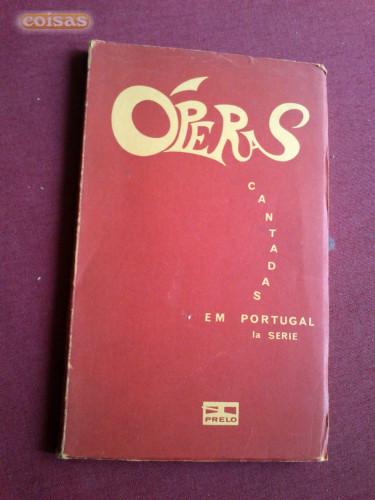 coisas
ÓPERAS
CANTADAS
EM PORTUGAL
1a SERIE
PRELO